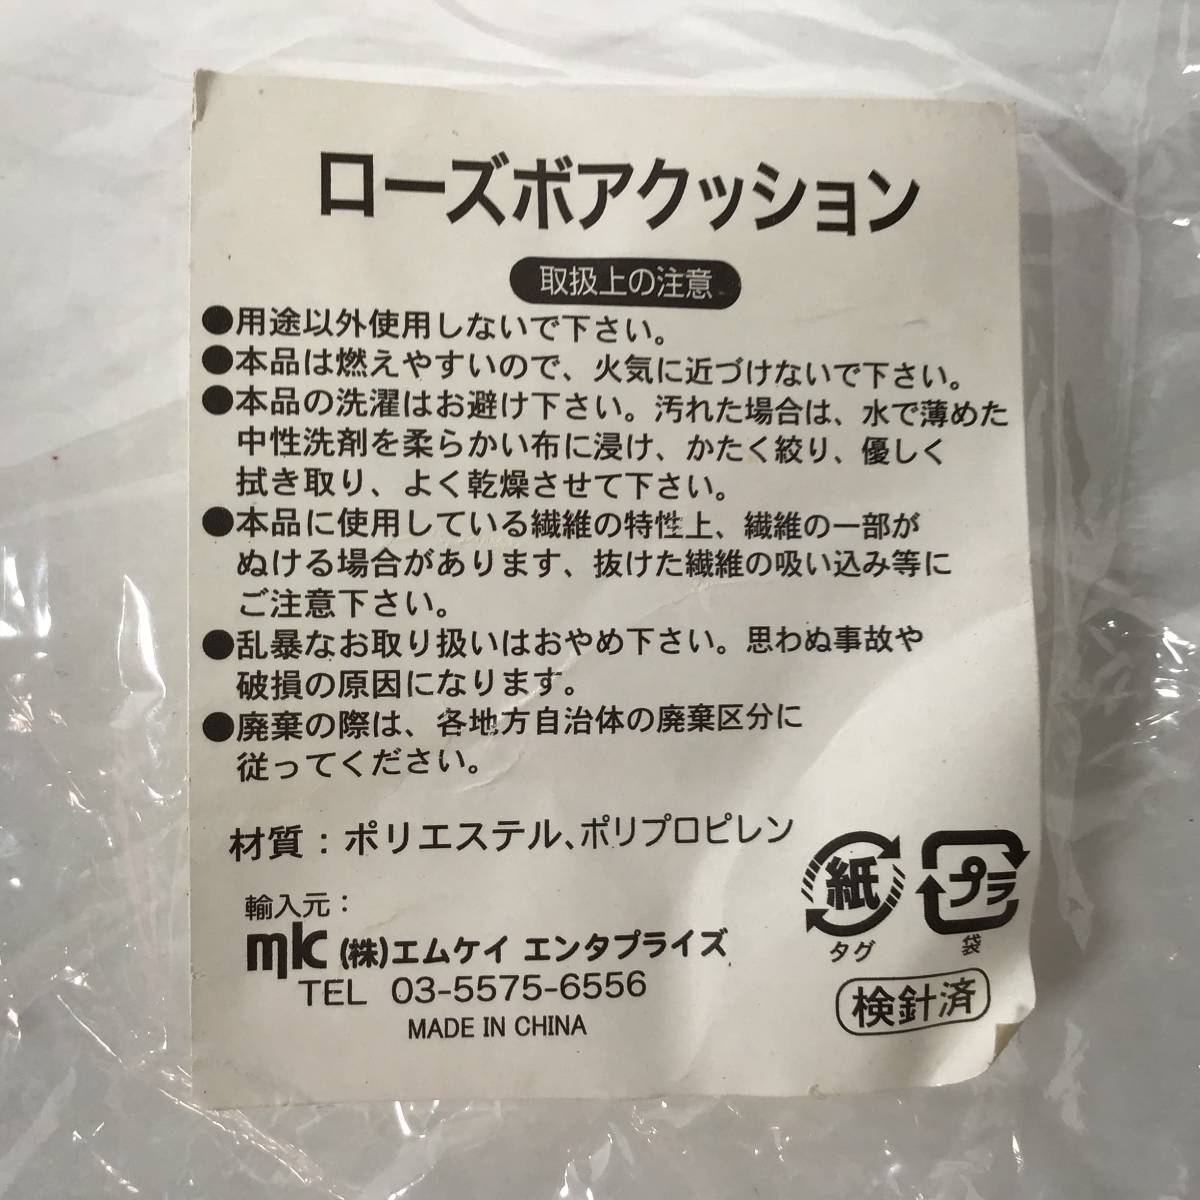 ローズボアクッション
取扱上の注意
●用途以外使用しないで下さい。
●本品は燃えやすいので、火気に近づけないで下さい。
●本品の洗濯はお避け下さい。汚れた場合は、水で薄めた
中性洗剤を柔らかい布に浸け、かたく絞り、優しく
拭き取り、よく乾燥させて下さい。
●本品に使用している繊維の特性上、繊維の一部が
ぬける場合があります、抜けた繊維の吸い込み等に
ご注意下さい。
●乱暴なお取り扱いはおやめ下さい。思わぬ事故や
破損の原因になります。
●廃棄の際は、各地方自治体の廃棄区分に
従ってください。
材質：ポリエステル、ポリプロピレン
輸入元：
mk (株)エムケイ エンタプライズ
TEL 03-5575-6556
MADE IN CHINA
紙
タグ
プラ
袋
検針済